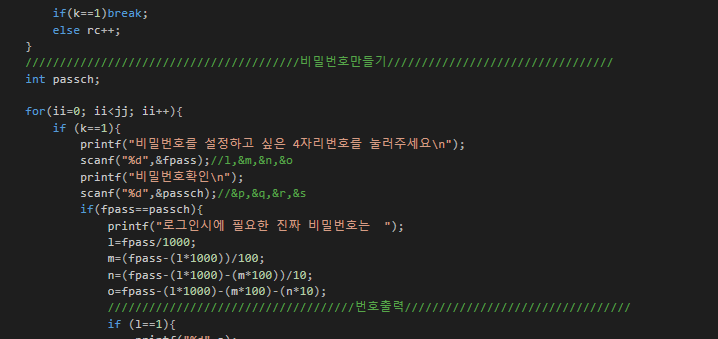 if(k==1)break;
else rc++;
}
/////////////////////////////////////////비밀번호만들기//////////////////////////////////
int passch;
for(ii=0; ii<jj; ii++){
if (k==1){
printf("비밀번호를 설정하고 싶은 4자리번호를 눌러주세요\n");
scanf("%d",&fpass);//l,&m,&n,&o
printf("비밀번호확인\n");
scanf("%d",&passch);//&p,&q,&r,&s
if(fpass==passch){
printf("로그인시에 필요한 진짜 비밀번호는  ");
l=fpass/1000;
m=(fpass-(l*1000))/100;
n=(fpass-(l*1000)-(m*100))/10;
o=fpass-(l*1000)-(m*100)-(n*10);
/////////////////////////////////////번호출력//////////////////////////////////
if (l==1){